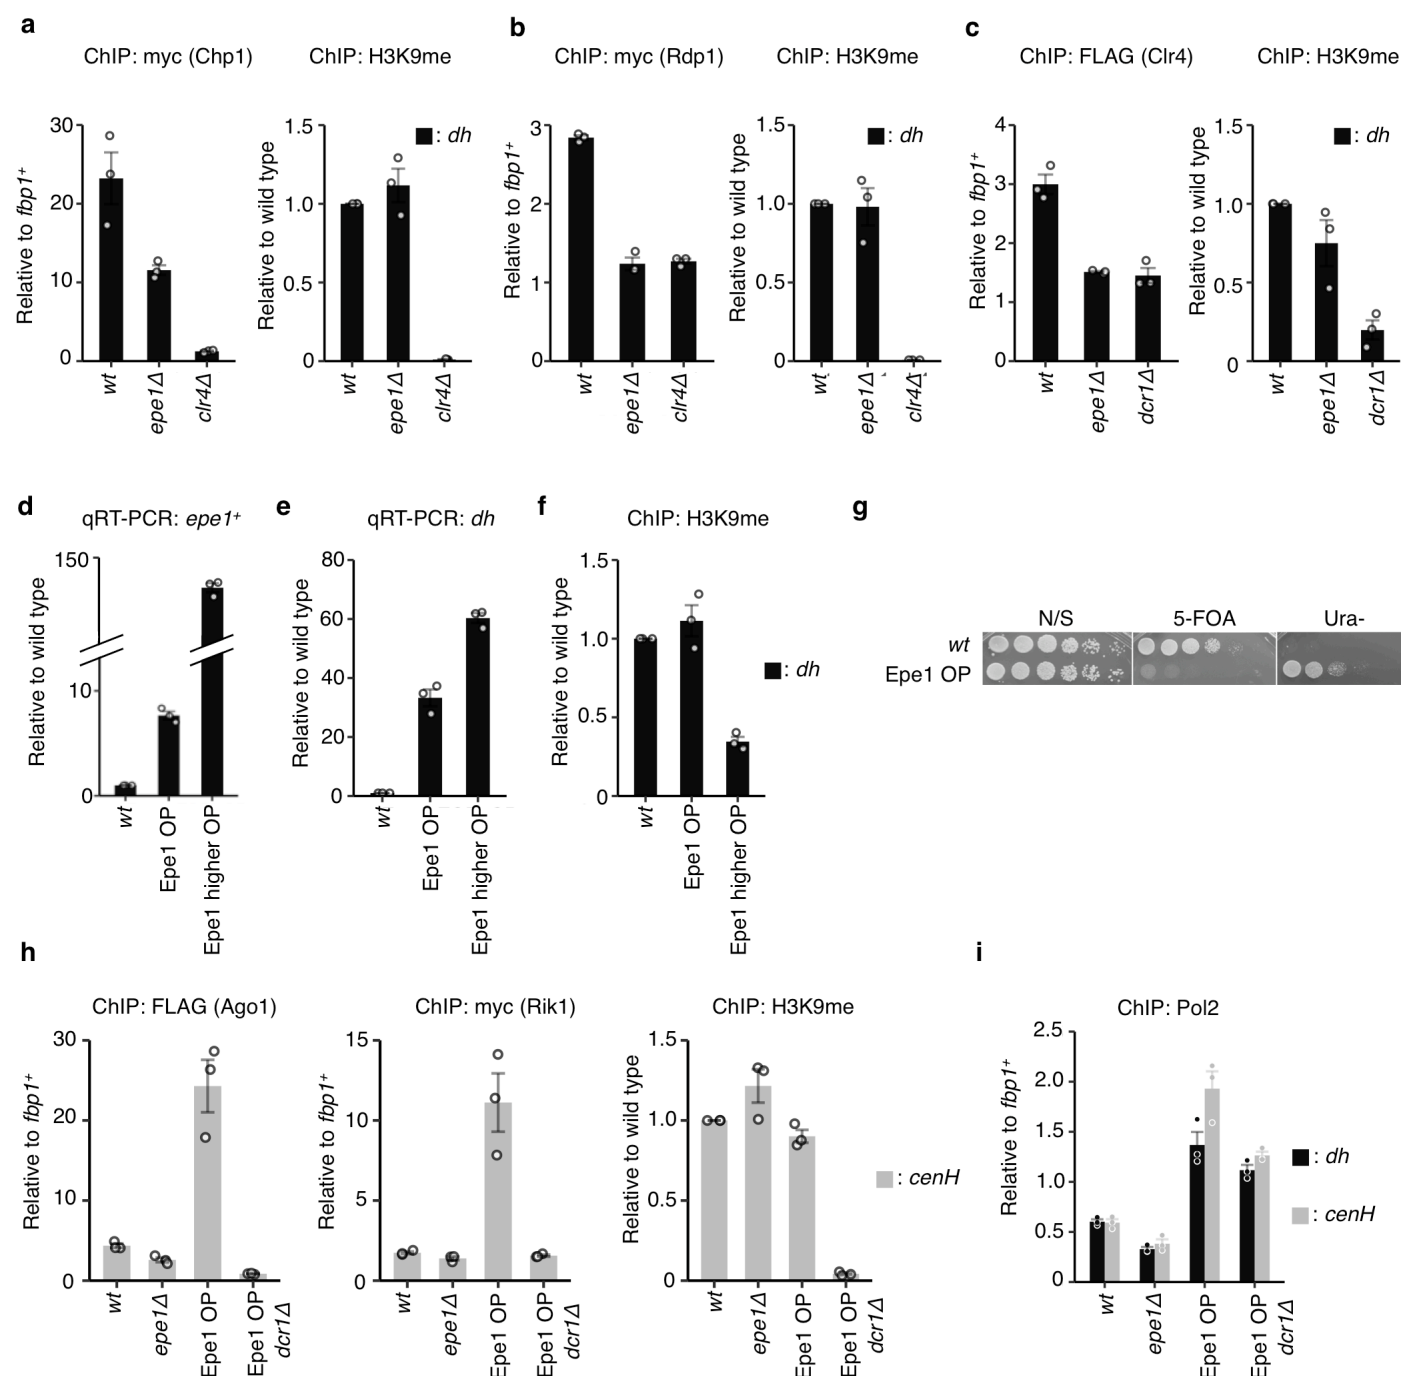 a
ChIP: myc (Chp1)
Relative to fbp1+
30
20
10
0
wt
epe1Δ
clr4Δ
ChIP: H3K9me
Relative to wild type
1.5
1.0
0.5
0
: dh
wt
epe1Δ
clr4Δ
b
ChIP: myc (Rdp1)
Relative to fbp1+
3
2
1
0
wt
epe1Δ
clr4Δ
ChIP: H3K9me
Relative to wild type
1.5
1.0
0.5
0
: dh
wt
epe1Δ
clr4Δ
c
ChIP: FLAG (Clr4)
Relative to fbp1+
4
3
2
1
0
wt
epe1Δ
dcr1Δ
ChIP: H3K9me
Relative to wild type
1.5
1.0
0.5
0
: dh
wt
epe1Δ
dcr1Δ
d
qRT-PCR: epe1+
Relative to wild type
150
10
0
wt
Epe1 OP
Epe1 higher OP
e
qRT-PCR: dh
Relative to wild type
80
60
40
20
0
wt
Epe1 OP
Epe1 higher OP
f
ChIP: H3K9me
Relative to wild type
1.5
1.0
0.5
0
: dh
wt
Epe1 OP
Epe1 higher OP
g
N/S
5-FOA
Ura-
wt
Epe1 OP
h
ChIP: FLAG (Ago1)
Relative to fbp1+
30
20
10
0
wt
epe1Δ
Epe1 OP
Epe1 OP
dcr1Δ
ChIP: myc (Rik1)
Relative to fbp1+
15
10
5
0
wt
epe1Δ
Epe1 OP
Epe1 OP
dcr1Δ
ChIP: H3K9me
Relative to wild type
1.5
1.0
0.5
0
: cenH
wt
epe1Δ
Epe1 OP
Epe1 OP
dcr1Δ
i
ChIP: Pol2
Relative to fbp1+
2.5
2.0
1.5
1.0
0.5
0
: dh
: cenH
wt
epe1Δ
Epe1 OP
Epe1 OP
dcr1Δ